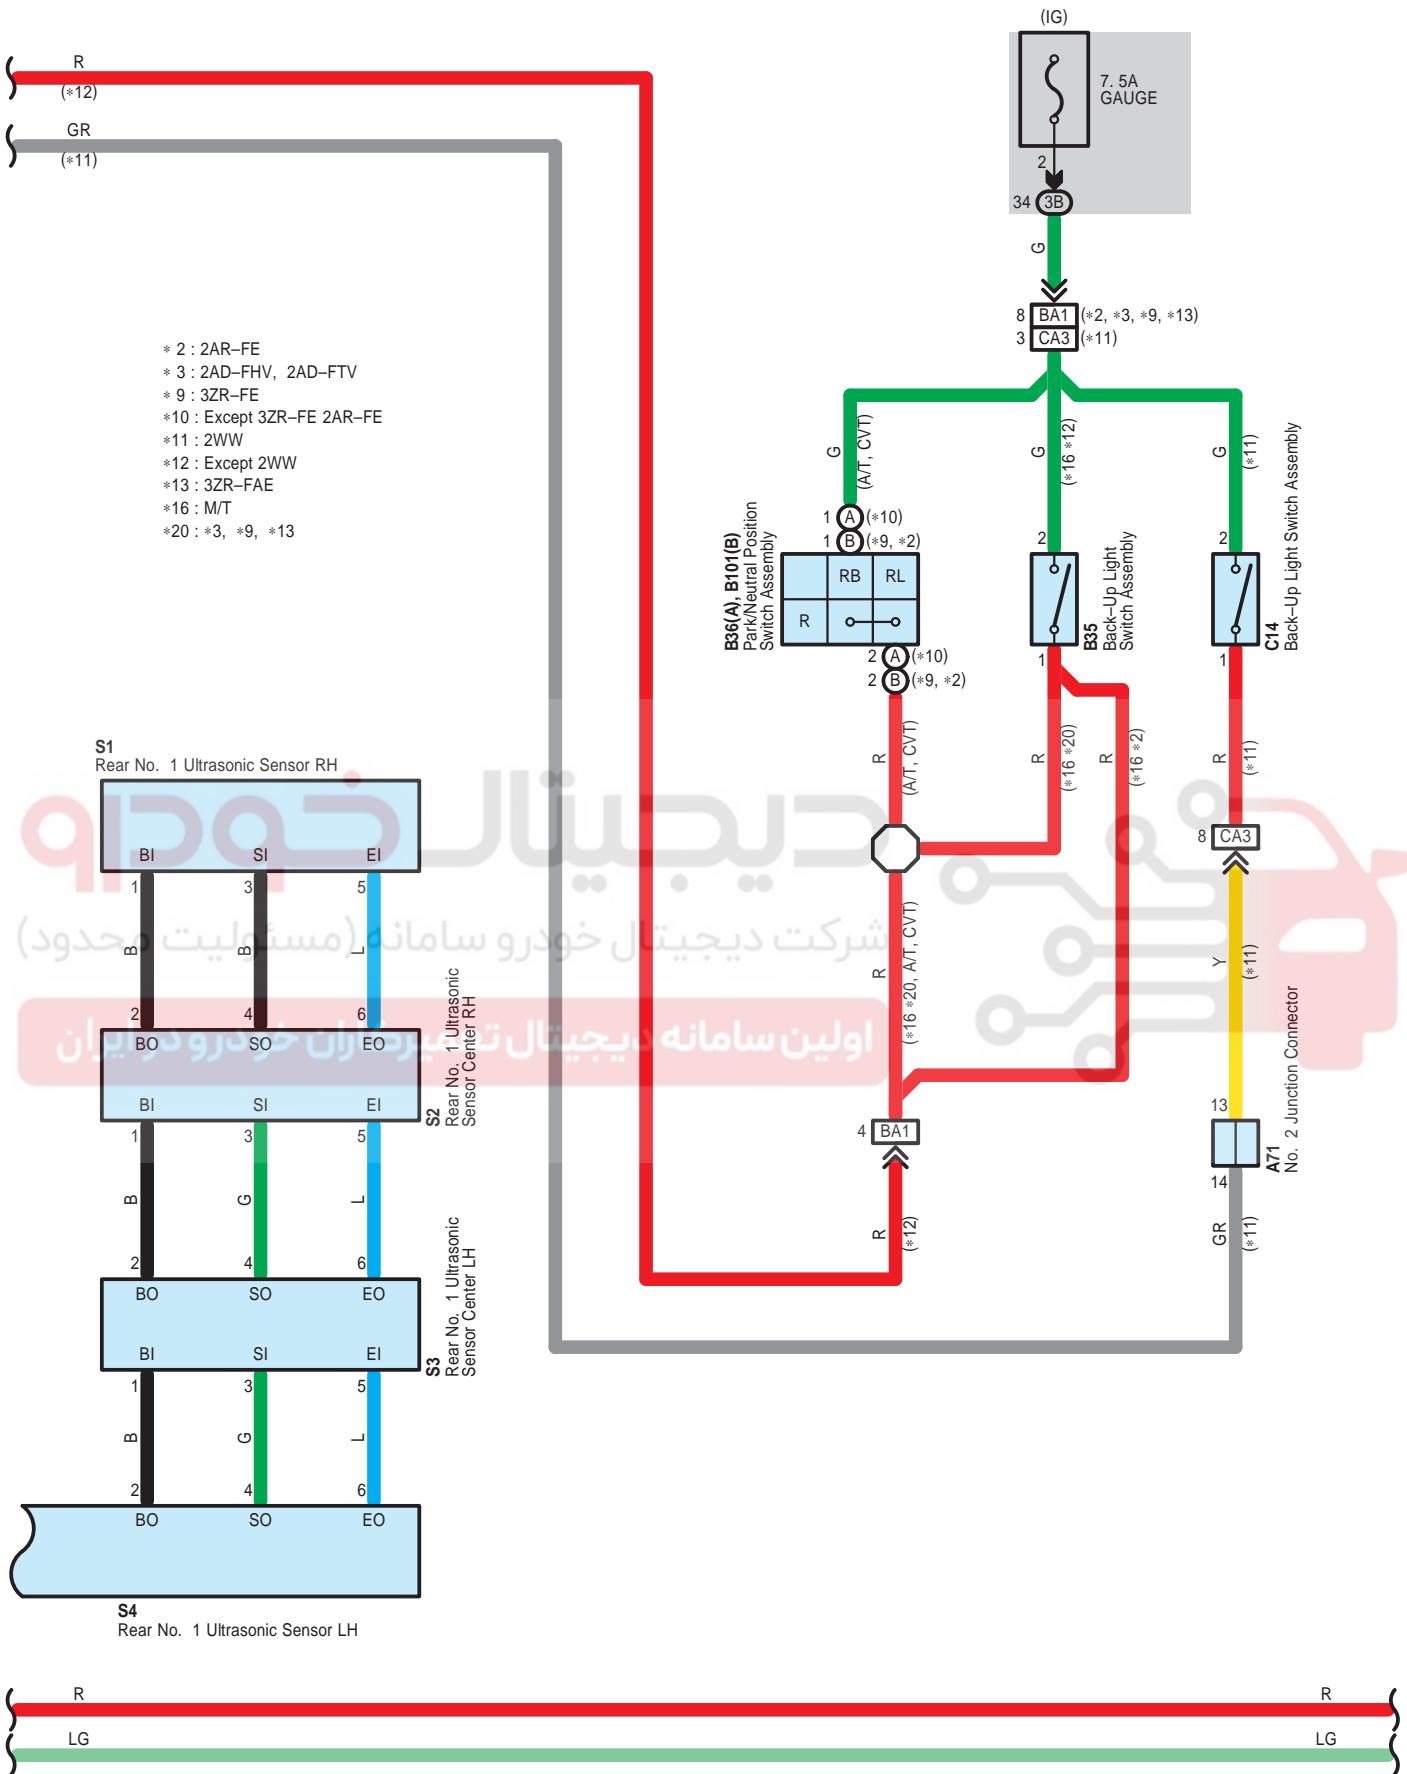 (IG)
7. 5A
GAUGE
2
34 3B
G
8 BA1 (*2, *3, *9, *13)
3 CA3 (*11)
R
(*12)
GR
(*11)
* 2 : 2AR–FE
* 3 : 2AD–FHV, 2AD–FTV
* 9 : 3ZR–FE
*10 : Except 3ZR–FE 2AR–FE
*11 : 2WW
*12 : Except 2WW
*13 : 3ZR–FAE
*16 : M/T
*20 : *3, *9, *13
G
(A/T, CVT)
G
(*16 *12)
G
(*11)
1 A (*10)
1 B (*9, *2)
RB RL
R
2 A (*10)
2 B (*9, *2)
B36(A), B101(B)
Park/Neutral Position
Switch Assembly
2
1
B35
Back–Up Light
Switch Assembly
2
1
C14
Back–Up Light Switch Assembly
R
(A/T, CVT)
R
(*16 *20)
R
(*16 *2)
R
(*11)
8 CA3
Y
(*11)
R
(*16 *20, A/T, CVT)
4 BA1
R
(*12)
13
14
A71
No. 2 Junction Connector
GR
(*11)
S1
Rear No. 1 Ultrasonic Sensor RH
BI SI EI
1 3 5
B B L
2 4 6
BO SO EO
BI SI EI
S2
Rear No. 1 Ultrasonic
Sensor Center RH
1 3 5
B G L
2 4 6
BO SO EO
BI SI EI
S3
Rear No. 1 Ultrasonic
Sensor Center LH
1 3 5
B G L
2 4 6
BO SO EO
S4
Rear No. 1 Ultrasonic Sensor LH
R R
LG LG
دیجیتال خودرو
شرکت دیجیتال خودرو سامانه (مسئولیت محدود)
اولین سامانه دیجیتال تعمیرکاران خودرو در ایران